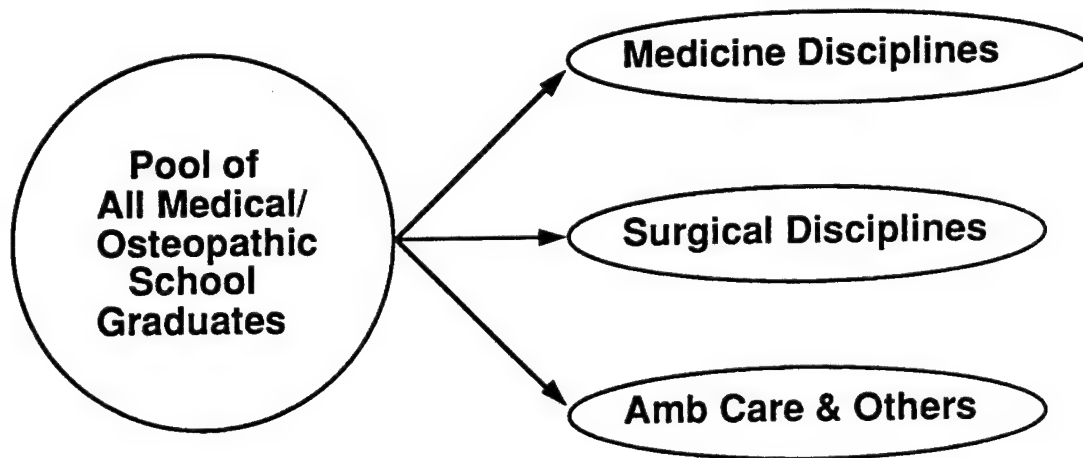 Pool of
All Medical/
Osteopathic
School
Graduates
Medicine Disciplines
Surgical Disciplines
Amb Care & Others